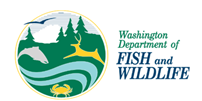 Washington
Department of
FISH and
WILDLIFE